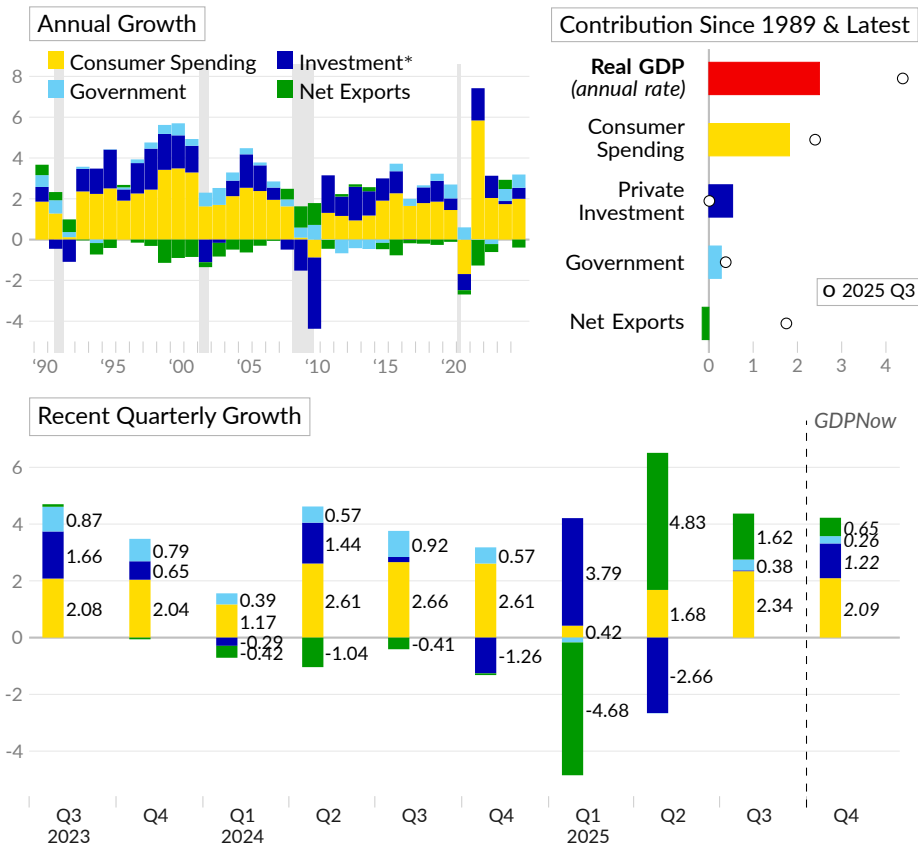 Annual Growth
Consumer Spending
Investment*
Government
Net Exports
8
6
4
2
0
-2
-4
‘90
‘95
‘00
‘05
‘10
‘15
‘20
Contribution Since 1989 & Latest
Real GDP
(annual rate)
Consumer
Spending
Private
Investment
Government
Net Exports
2025 Q3
0
1
2
3
4
Recent Quarterly Growth
GDPNow
6
4
2
0
-2
-4
0.87
1.66
2.08
0.79
0.65
2.04
0.39
1.17
-0.29
-0.42
0.57
1.44
2.61
-1.04
0.92
2.66
-0.41
0.57
2.61
-1.26
3.79
0.42
-4.68
4.83
1.68
-2.66
1.62
0.38
2.34
0.65
0.26
1.22
2.09
Q3
2023
Q4
Q1
2024
Q2
Q3
Q4
Q1
2025
Q2
Q3
Q4